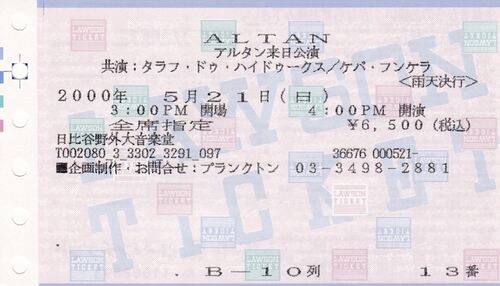 ALTAN
アルタン来日公演
共演：タラフ・ドゥ・ハイドゥークス／ケパ・フンケラ
＜雨天決行＞
2000年 5月21日(日)
3:00PM 開場 4:00PM 開演
全席指定 ￥6,500(税込)
日比谷野外大音楽堂
T002080_3_3302_3291_097 36676 000521-
■企画制作・お問合せ：プランクトン 03-3498-2881
B－10列 13番
LAWSON
TICKET